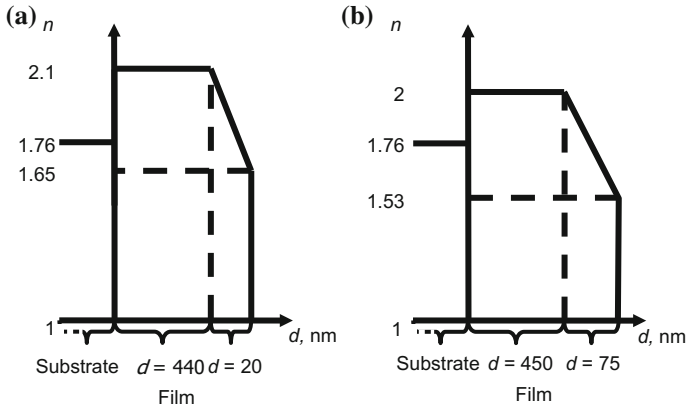 (a)
n
2.1
1.76
1.65
1
d, nm
Substrate d = 440 d = 20
Film
(b)
n
2
1.76
1.53
1
d, nm
Substrate d = 450 d = 75
Film